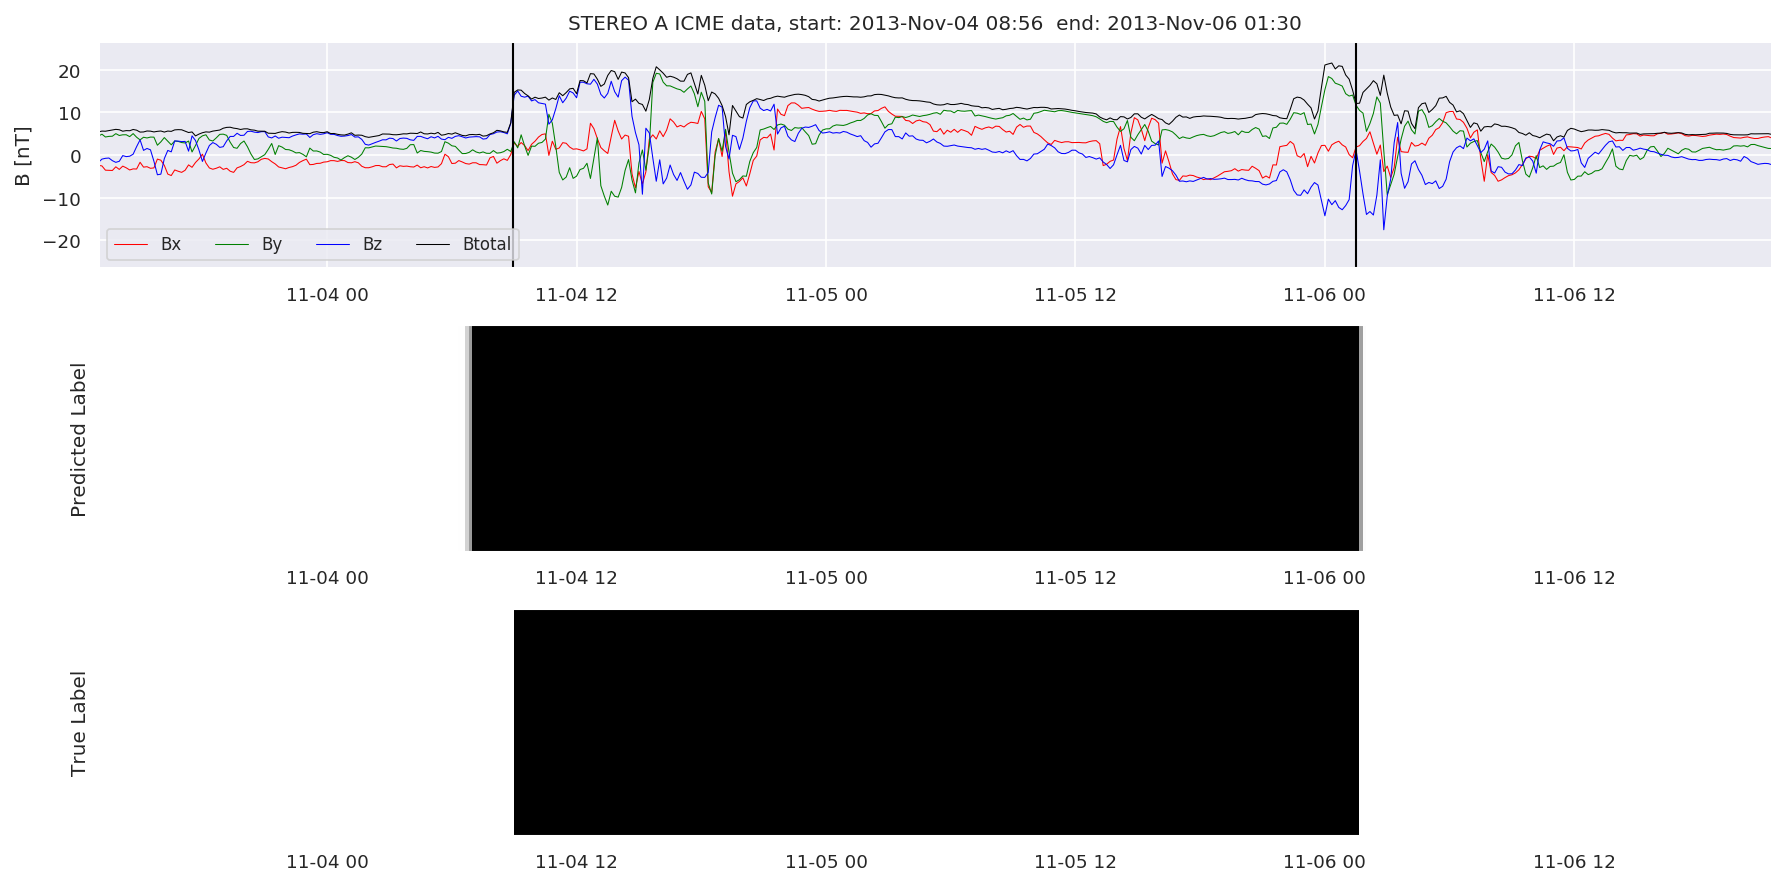 STEREO A ICME data, start: 2013-Nov-04 08:56  end: 2013-Nov-06 01:30
B [nT]
20
10
0
−10
−20
Bx By Bz Btotal
11-04 00 11-04 12 11-05 00 11-05 12 11-06 00 11-06 12
Predicted Label
11-04 00 11-04 12 11-05 00 11-05 12 11-06 00 11-06 12
True Label
11-04 00 11-04 12 11-05 00 11-05 12 11-06 00 11-06 12